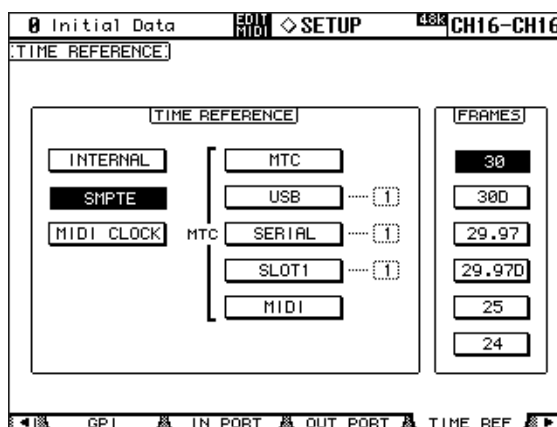 0 Initial Data EDIT MIDI ◇SETUP 48k CH16-CH16
TIME REFERENCE
TIME REFERENCE FRAMES
INTERNAL MTC 30
SMPTE USB 1 30D
MIDI CLOCK MTC SERIAL 1 29.97
SLOT1 1 29.97D
MIDI 25
24
GPI IN PORT OUT PORT TIME REF